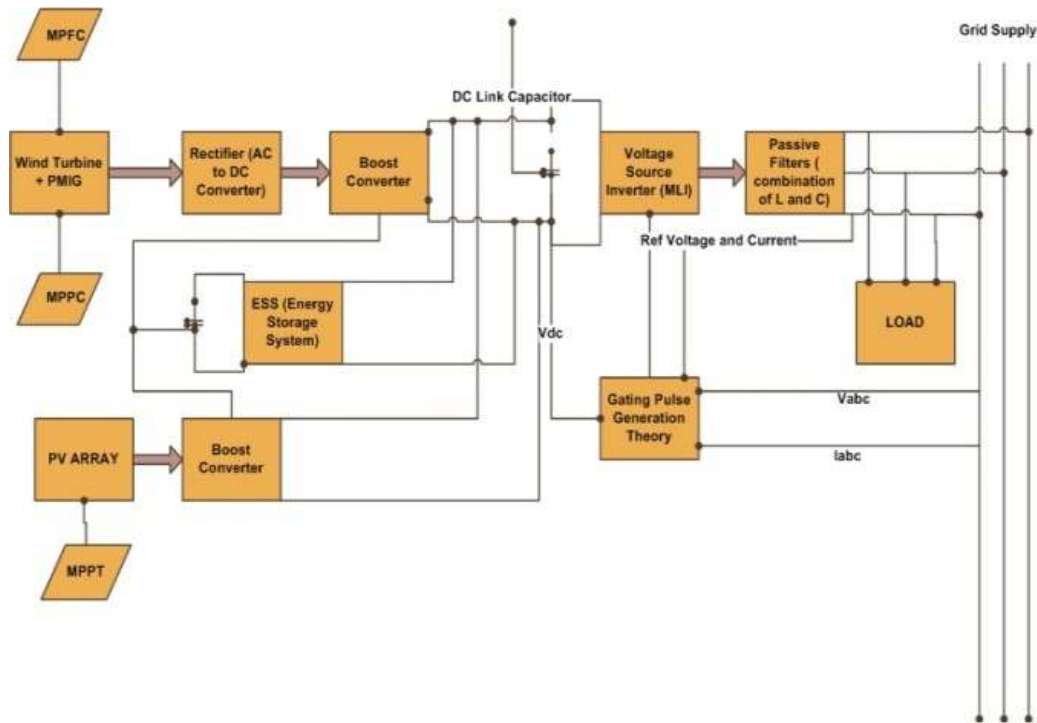 MPFC
Grid Supply
DC Link Capacitor
Wind Turbine
+ PMIG
Rectifier (AC
to DC
Converter)
Boost
Converter
Voltage
Source
Inverter (MLI)
Passive
Filters (
combination
of L and C)
Ref Voltage and Current
MPPC
ESS (Energy
Storage
System)
Vdc
LOAD
Gating Pulse
Generation
Theory
Vabc
Iabc
PV ARRAY
Boost
Converter
MPPT